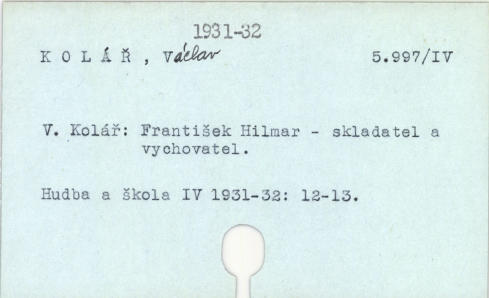 1931-32
K O L Á Ř , Václav 5.997/IV
V. Kolář: František Hilmar - skladatel a
vychovatel.
Hudba a škola IV 1931-32: 12-13.